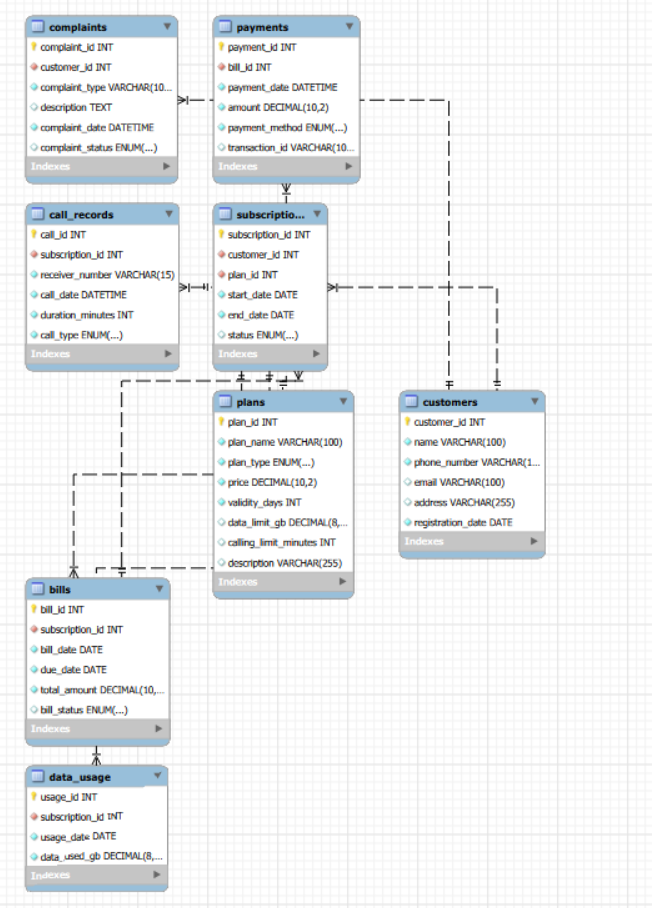 complaints
complaint_id INT
customer_id INT
complaint_type VARCHAR(10...
description TEXT
complaint_date DATETIME
complaint_status ENUM(...)
Indexes
payments
payment_id INT
bill_id INT
payment_date DATETIME
amount DECIMAL(10,2)
payment_method ENUM(...)
transaction_id VARCHAR(10...
Indexes
call_records
call_id INT
subscription_id INT
receiver_number VARCHAR(15)
call_date DATETIME
duration_minutes INT
call_type ENUM(...)
Indexes
subscriptio...
subscription_id INT
customer_id INT
plan_id INT
start_date DATE
end_date DATE
status ENUM(...)
Indexes
plans
plan_id INT
plan_name VARCHAR(100)
plan_type ENUM(...)
price DECIMAL(10,2)
validity_days INT
data_limit_gb DECIMAL(8,...
calling_limit_minutes INT
description VARCHAR(255)
Indexes
customers
customer_id INT
name VARCHAR(100)
phone_number VARCHAR(1...
email VARCHAR(100)
address VARCHAR(255)
registration_date DATE
Indexes
bills
bill_id INT
subscription_id INT
bill_date DATE
due_date DATE
total_amount DECIMAL(10,...
bill_status ENUM(...)
Indexes
data_usage
usage_id INT
subscription_id INT
usage_date DATE
data_used_gb DECIMAL(8,...
Indexes